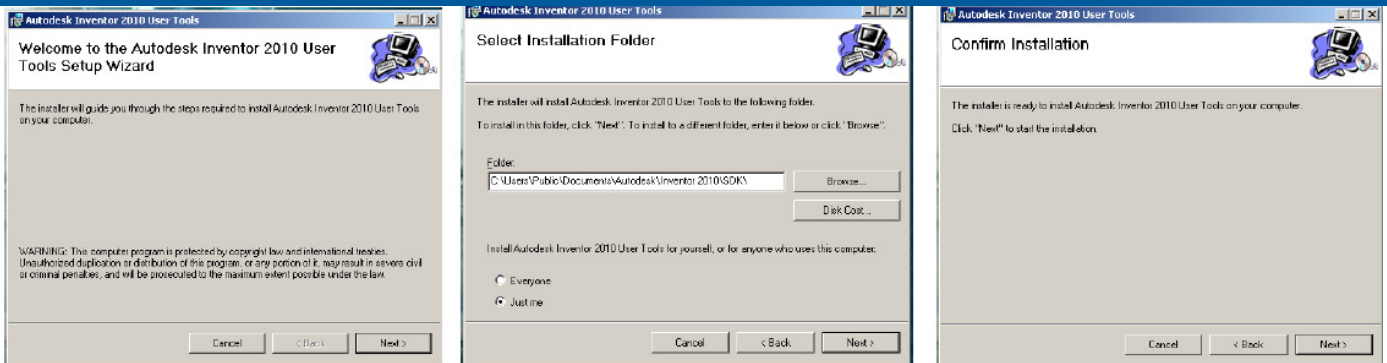 Autodesk Inventor 2010 User Tools
Welcome to the Autodesk Inventor 2010 User
Tools Setup Wizard
The installer will guide you through the steps required to install Autodesk Inventor 2010 User Tools
on your computer.
WARNING: This computer program is protected by copyright law and international treaties.
Unauthorized duplication or distribution of this program, or any portion of it, may result in severe civil
or criminal penalties, and will be prosecuted to the maximum extent possible under the law.
Cancel
< Back
Next >
Autodesk Inventor 2010 User Tools
Select Installation Folder
The installer will install Autodesk Inventor 2010 User Tools to the following folder.
To install in this folder, click "Next". To install to a different folder, enter it below or click "Browse".
Folder:
C:\Users\Public\Documents\Autodesk\Inventor 2010\SDK\
Browse...
Disk Cost...
Install Autodesk Inventor 2010 User Tools for yourself, or for anyone who uses this computer:
Everyone
Just me
Cancel
< Back
Next >
Autodesk Inventor 2010 User Tools
Confirm Installation
The installer is ready to install Autodesk Inventor 2010 User Tools on your computer.
Click "Next" to start the installation.
Cancel
< Back
Next >